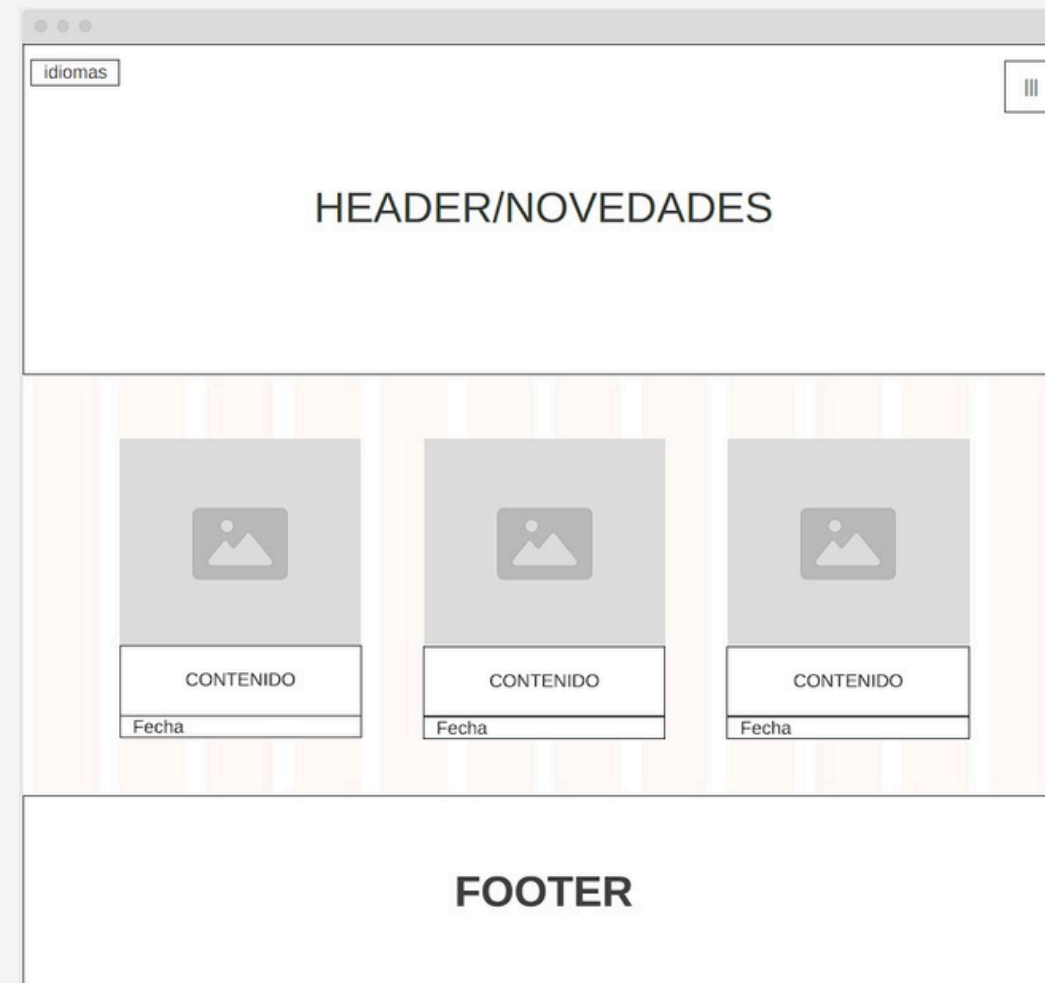 idiomas
HEADER/NOVEDADES
CONTENIDO
CONTENIDO
CONTENIDO
Fecha
Fecha
Fecha
FOOTER